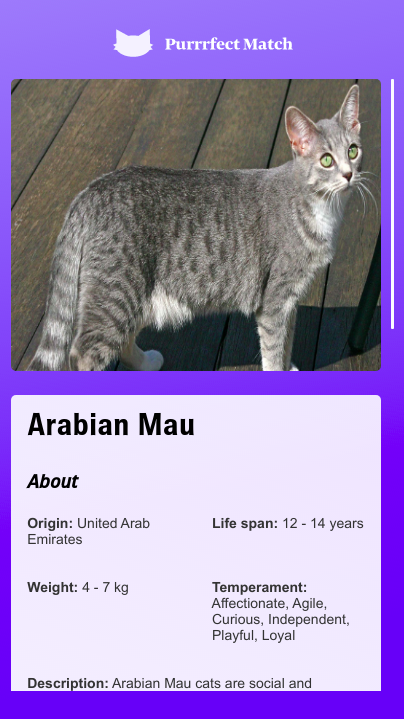 Purrrfect Match
Arabian Mau
About
Origin: United Arab
Emirates
Life span: 12 - 14 years
Weight: 4 - 7 kg
Temperament:
Affectionate, Agile,
Curious, Independent,
Playful, Loyal
Description: Arabian Mau cats are social and